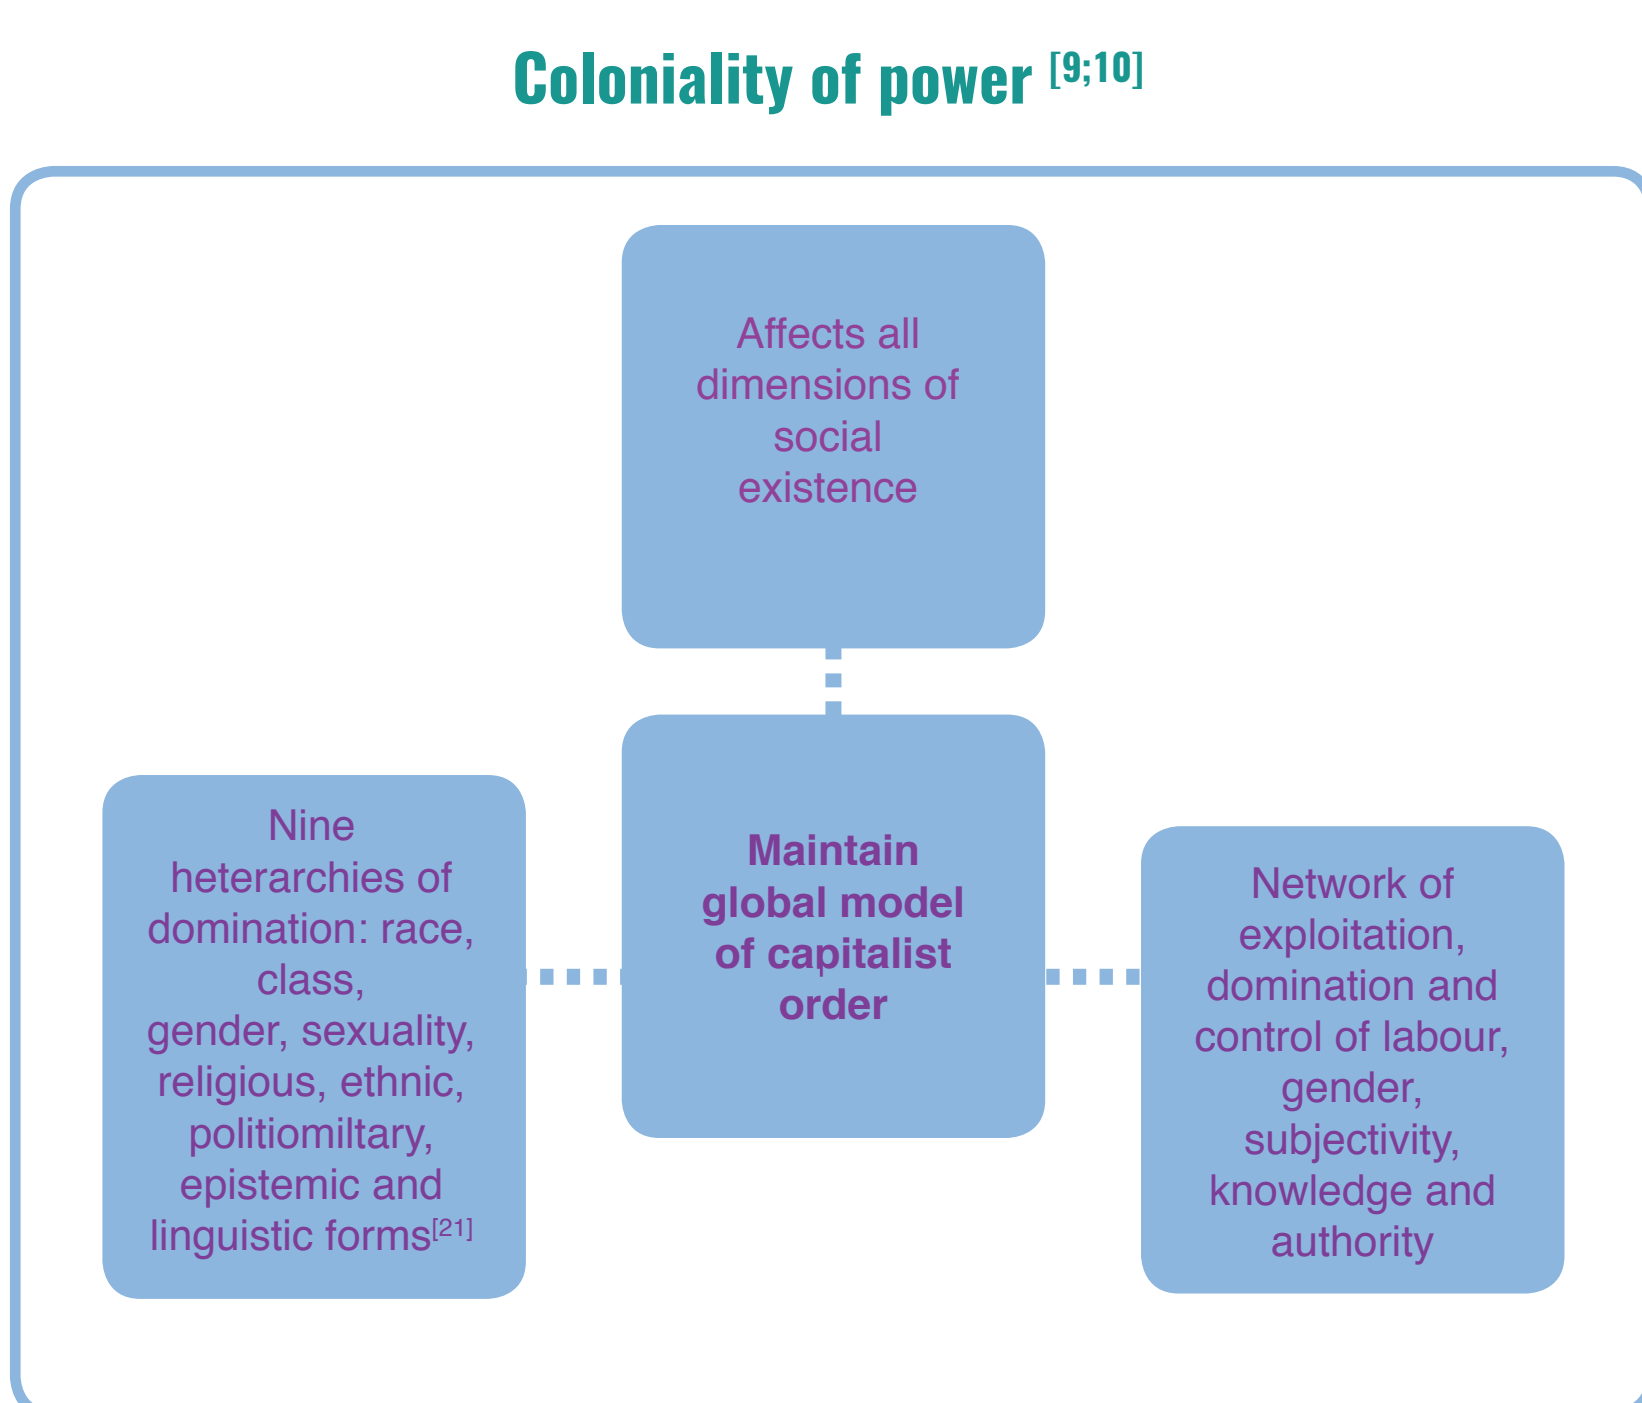 Coloniality of power [9;10]
Affects all
dimensions of
social
existence
Maintain
global model
of capitalist
order
Nine
heterarchies of
domination: race,
class,
gender, sexuality,
religious, ethnic,
politiomiltary,
epistemic and
linguistic forms[21]
Network of
exploitation,
domination and
control of labour,
gender,
subjectivity,
knowledge and
authority